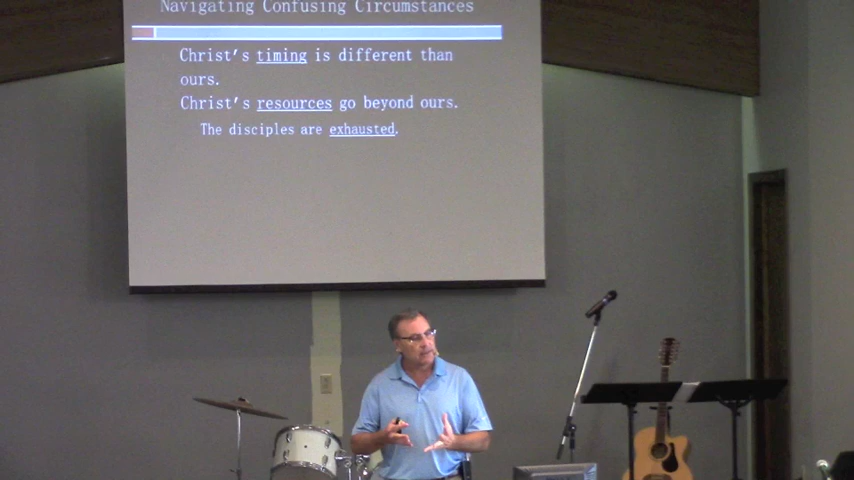 Navigating Confusing Circumstances
Christ's timing is different than
ours.
Christ's resources go beyond ours.
The disciples are exhausted.